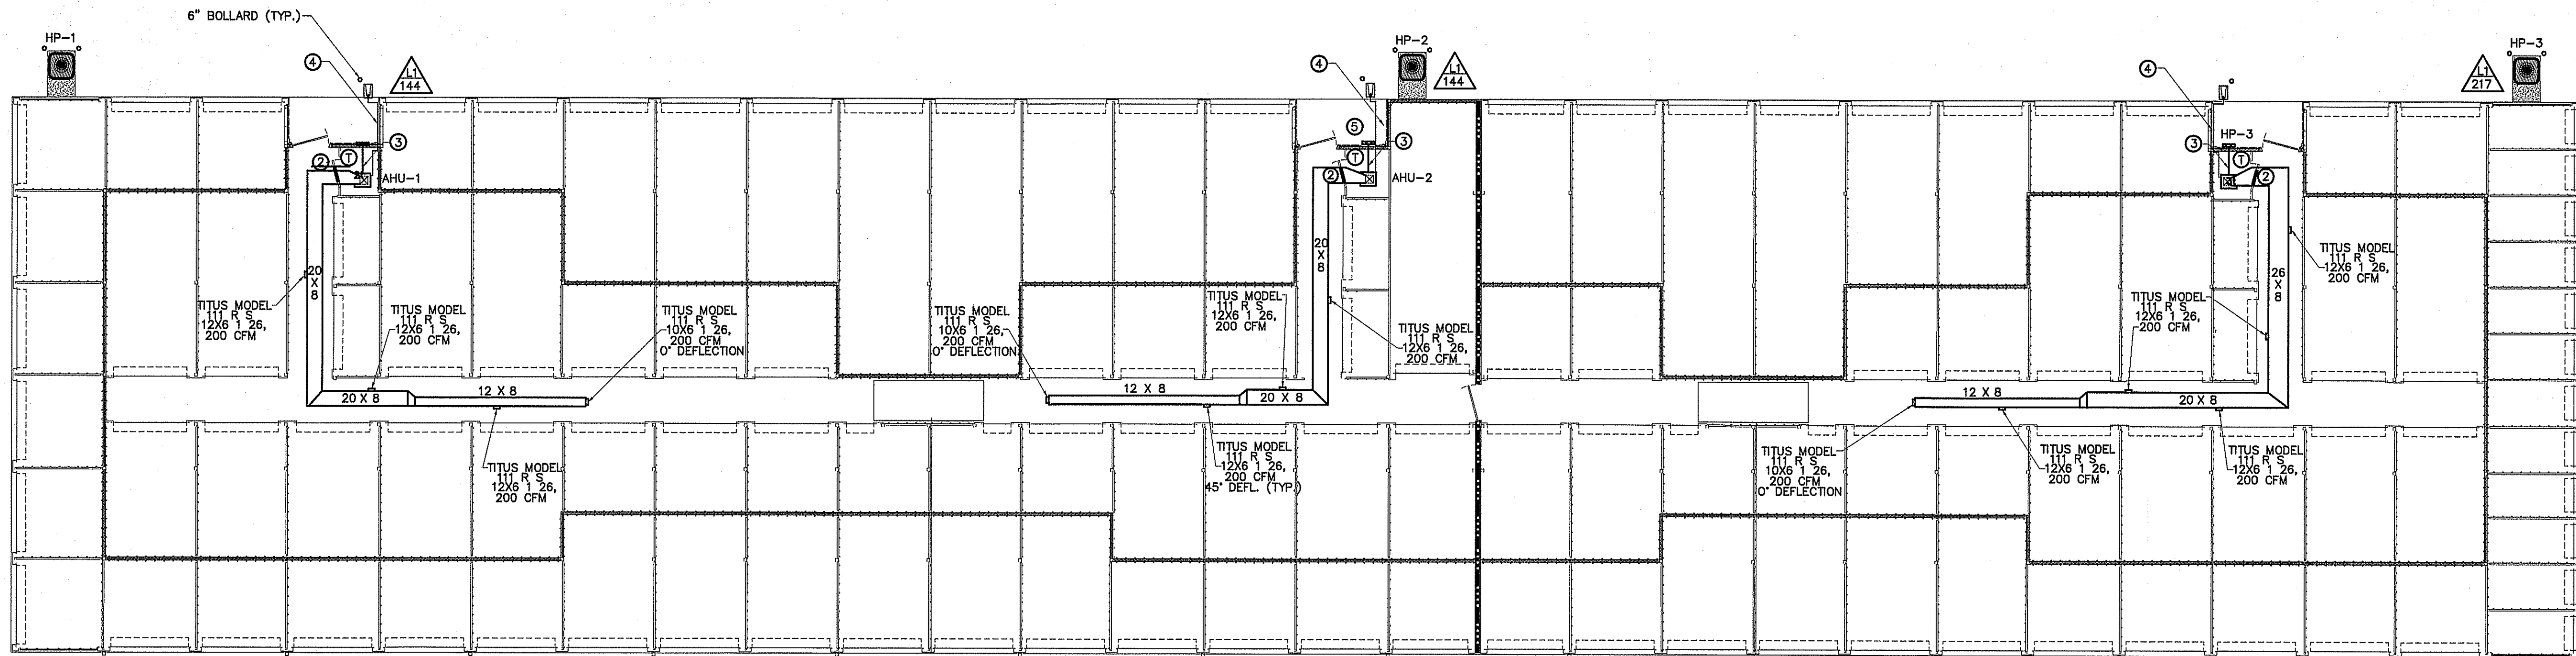 6" BOLLARD (TYP.)
HP-1
4
L1
144
3
2
T
AHU-1
20
X
8
TITUS MODEL
111 R S
12X6 1 26,
200 CFM
TITUS MODEL
111 R S
12X6 1 26,
200 CFM
TITUS MODEL
111 R S
10X6 1 26,
200 CFM
0° DEFLECTION
20 X 8
12 X 8
TITUS MODEL
111 R S
12X6 1 26,
200 CFM
HP-2
4
L1
144
5
3
T
2
AHU-2
20
X
8
TITUS MODEL
111 R S
10X6 1 26,
200 CFM
0° DEFLECTION
TITUS MODEL
111 R S
12X6 1 26,
200 CFM
TITUS MODEL
111 R S
12X6 1 26,
200 CFM
12 X 8
20 X 8
TITUS MODEL
111 R S
12X6 1 26,
200 CFM
45° DEFL. (TYP.)
HP-3
4
L1
217
HP-3
3
T
2
TITUS MODEL
111 R S
12X6 1 26,
200 CFM
26
X
8
TITUS MODEL
111 R S
12X6 1 26,
200 CFM
12 X 8
20 X 8
TITUS MODEL
111 R S
10X6 1 26,
200 CFM
0° DEFLECTION
TITUS MODEL
111 R S
12X6 1 26,
200 CFM
TITUS MODEL
111 R S
12X6 1 26,
200 CFM